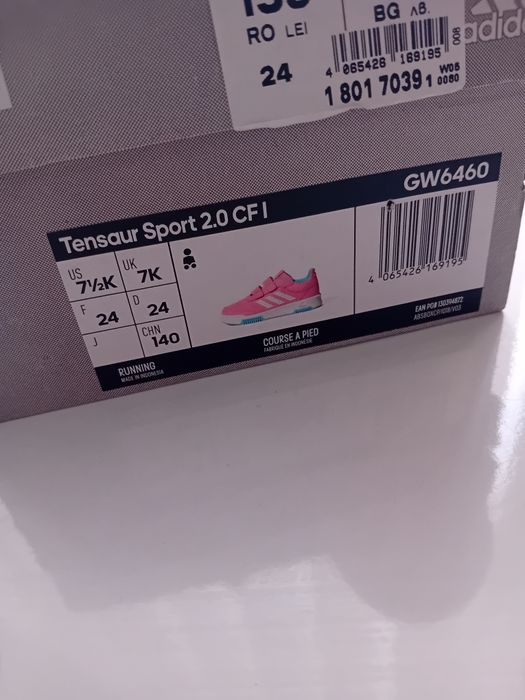 BG лв.
RO LEI
adidas
24
4 065426 169195
008
1 801 7039 1
W05
0080
Tensaur Sport 2.0 CF I
GW6460
US
7½K
UK
7K
F
24
D
24
J
CHN
140
4 065426 169195
RUNNING
MADE IN INDONESIA
COURSE A PIED
FABRIQUE EN INDONESIE